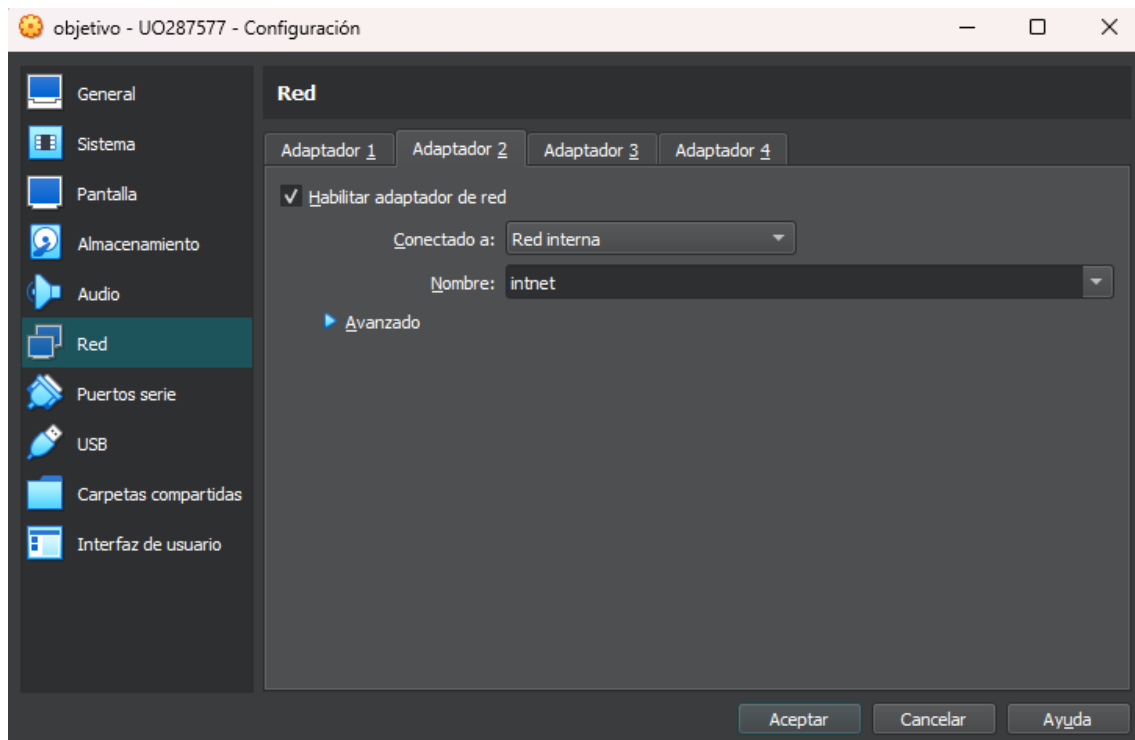 objetivo - UO287577 - Configuración
General
Sistema
Pantalla
Almacenamiento
Audio
Red
Puertos serie
USB
Carpetas compartidas
Interfaz de usuario
Red
Adaptador 1 Adaptador 2 Adaptador 3 Adaptador 4
Habilitar adaptador de red
Conectado a: Red interna
Nombre: intnet
Avanzado
Aceptar Cancelar Ayuda